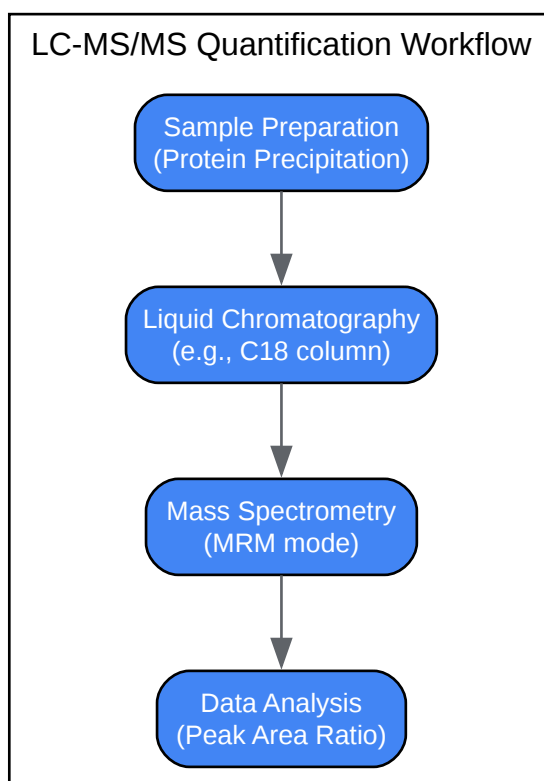 LC-MS/MS Quantification Workflow
Sample Preparation
(Protein Precipitation)
Liquid Chromatography
(e.g., C18 column)
Mass Spectrometry
(MRM mode)
Data Analysis
(Peak Area Ratio)